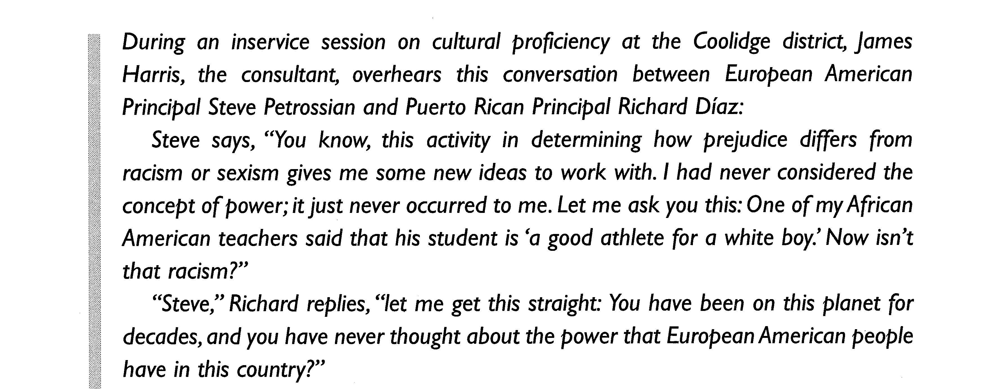 During an inservice session on cultural proficiency at the Coolidge district, James
Harris, the consultant, overhears this conversation between European American
Principal Steve Petrossian and Puerto Rican Principal Richard Díaz:
Steve says, “You know, this activity in determining how prejudice differs from
racism or sexism gives me some new ideas to work with. I had never considered the
concept of power; it just never occurred to me. Let me ask you this: One of my African
American teachers said that his student is ‘a good athlete for a white boy.’ Now isn’t
that racism?”
“Steve,” Richard replies, “let me get this straight: You have been on this planet for
decades, and you have never thought about the power that European American people
have in this country?”